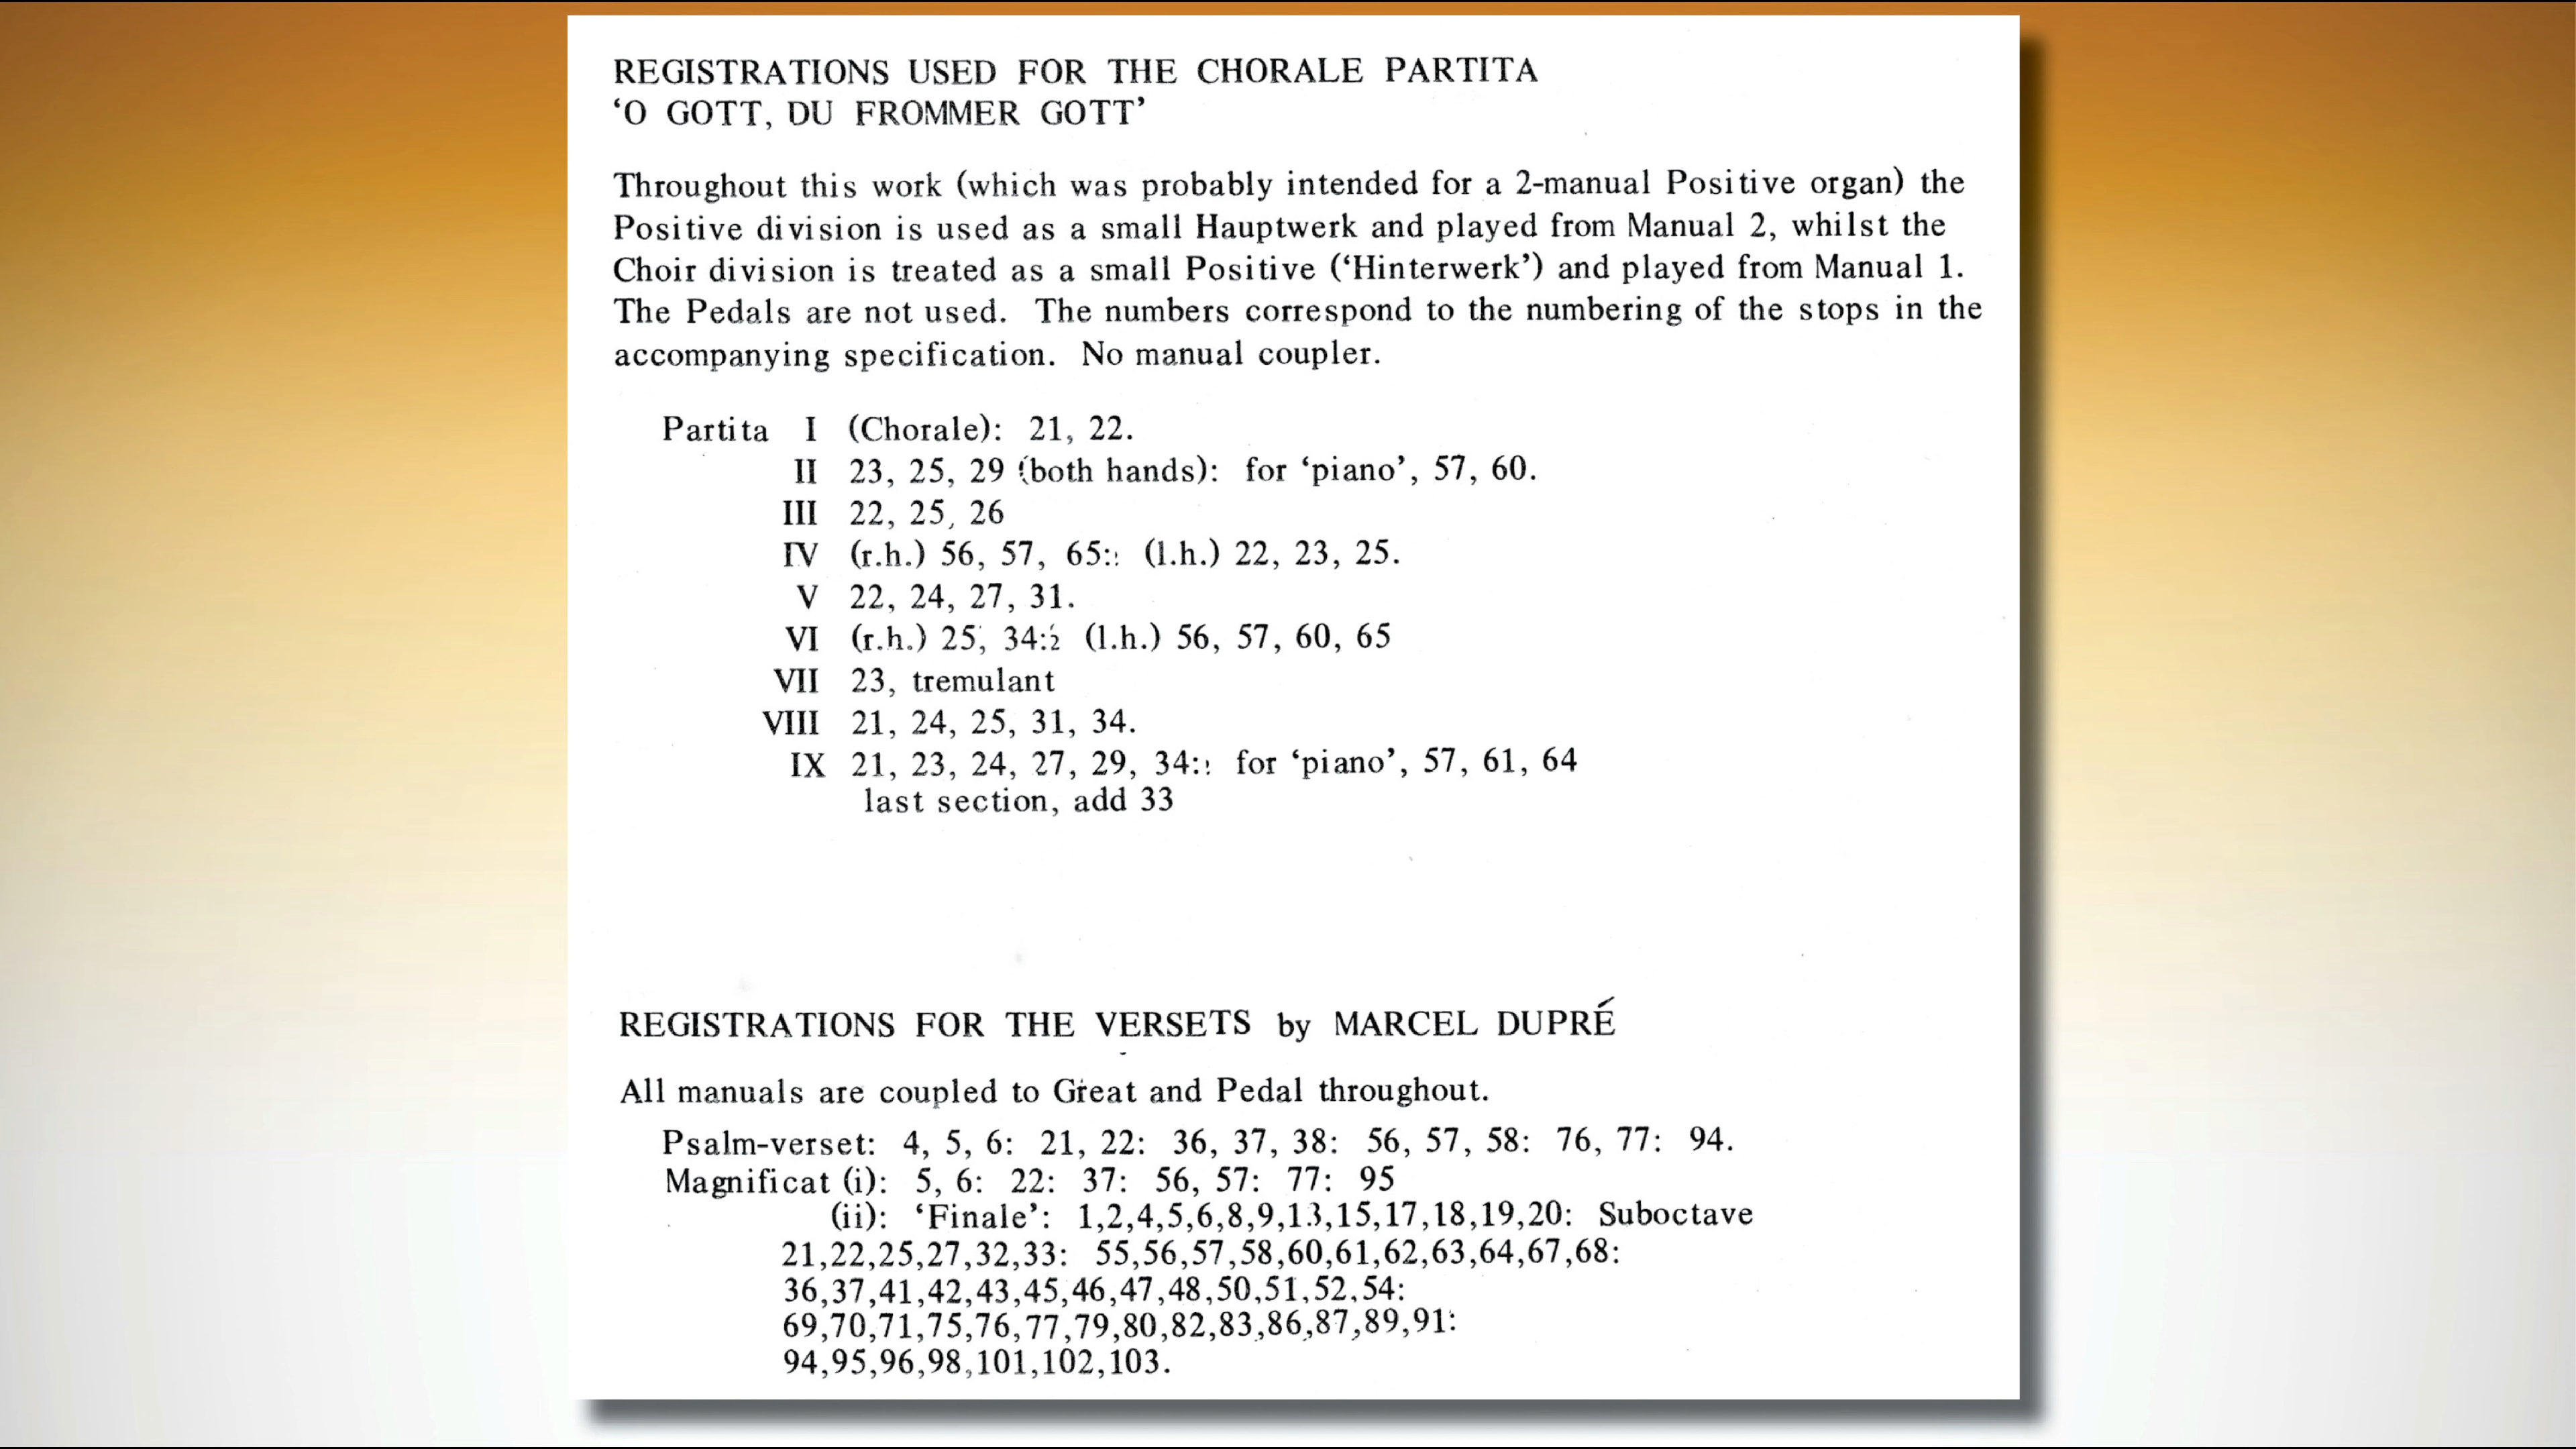 REGISTRATIONS USED FOR THE CHORALE PARTITA
‘O GOTT, DU FROMMER GOTT’
Throughout this work (which was probably intended for a 2-manual Positive organ) the
Positive division is used as a small Hauptwerk and played from Manual 2, whilst the
Choir division is treated as a small Positive (‘Hinterwerk’) and played from Manual 1.
The Pedals are not used. The numbers correspond to the numbering of the stops in the
accompanying specification. No manual coupler.
Partita I (Chorale): 21, 22.
II 23, 25, 29 (both hands): for ‘piano’, 57, 60.
III 22, 25, 26
IV (r.h.) 56, 57, 65: (l.h.) 22, 23, 25.
V 22, 24, 27, 31.
VI (r.h.) 25, 34: (l.h.) 56, 57, 60, 65
VII 23, tremulant
VIII 21, 24, 25, 31, 34.
IX 21, 23, 24, 27, 29, 34: for ‘piano’, 57, 61, 64
last section, add 33
REGISTRATIONS FOR THE VERSETS by MARCEL DUPRÉ
All manuals are coupled to Great and Pedal throughout.
Psalm-verset: 4, 5, 6: 21, 22: 36, 37, 38: 56, 57, 58: 76, 77: 94.
Magnificat (i): 5, 6: 22: 37: 56, 57: 77: 95
(ii): ‘Finale’: 1,2,4,5,6,8,9,13,15,17,18,19,20: Suboctave
21,22,25,27,32,33: 55,56,57,58,60,61,62,63,64,67,68:
36,37,41,42,43,45,46,47,48,50,51,52,54:
69,70,71,75,76,77,79,80,82,83,86,87,89,91:
94,95,96,98,101,102,103.